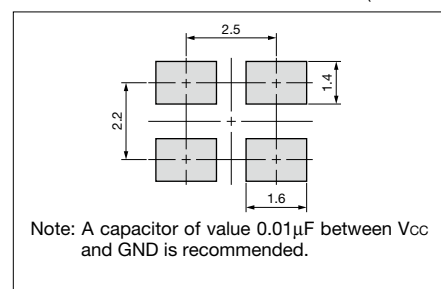 2.5
1.4
2.2
1.6
Note: A capacitor of value 0.01µF between Vcc
and GND is recommended.